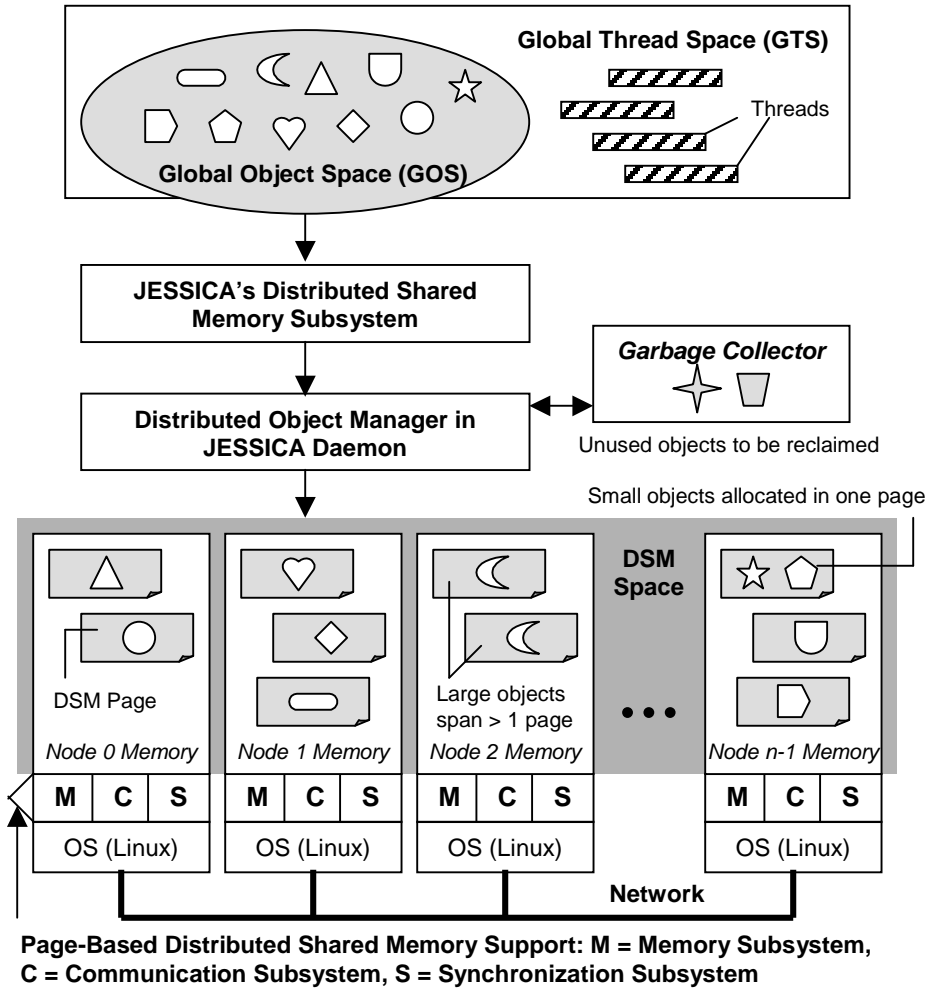 Global Thread Space (GTS)
Threads
Global Object Space (GOS)
JESSICA's Distributed Shared
Memory Subsystem
Garbage Collector
Distributed Object Manager in
JESSICA Daemon
Unused objects to be reclaimed
Small objects allocated in one page
DSM
Space
DSM Page
Large objects
span > 1 page
Node 0 Memory
Node 1 Memory
Node 2 Memory
Node n-1 Memory
M C S
M C S
M C S
M C S
OS (Linux)
OS (Linux)
OS (Linux)
OS (Linux)
Network
Page-Based Distributed Shared Memory Support: M = Memory Subsystem,
C = Communication Subsystem, S = Synchronization Subsystem